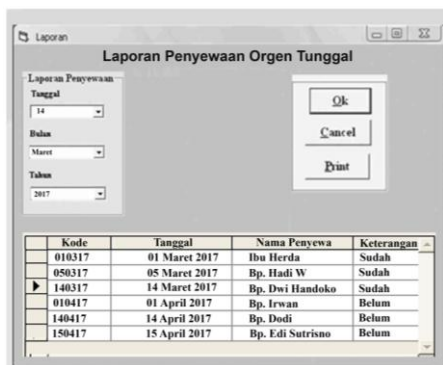 Laporan
Laporan Penyewaan Orgen Tunggal
Laporan Penyewaan
Tanggal
14
Bulan
Maret
Tahun
2017
Ok
Cancel
Print
Kode Tanggal Nama Penyewa Keterangan
010317 01 Maret 2017 Ibu Herda Sudah
050317 05 Maret 2017 Bp. Hadi W Sudah
140317 14 Maret 2017 Bp. Dwi Handoko Sudah
010417 01 April 2017 Bp. Irwan Belum
140417 14 April 2017 Bp. Dodi Belum
150417 15 April 2017 Bp. Edi Sutrisno Belum